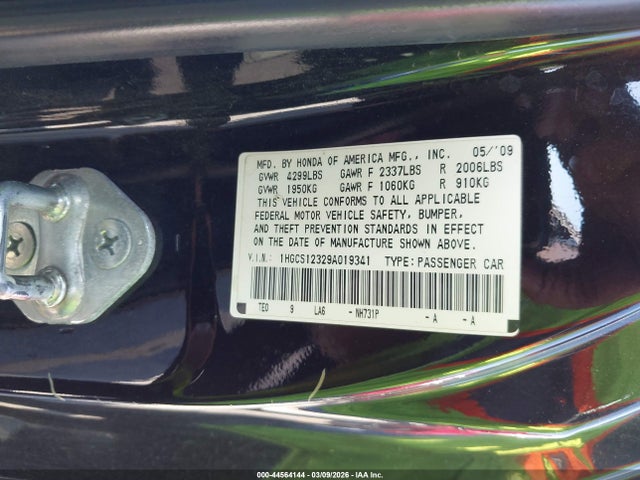 MFD. BY HONDA OF AMERICA MFG., INC. 05/'09
GVWR 4299LBS GAWR F 2337LBS R 2006LBS
GVWR 1950KG GAWR F 1060KG R 910KG
THIS VEHICLE CONFORMS TO ALL APPLICABLE
FEDERAL MOTOR VEHICLE SAFETY, BUMPER,
AND THEFT PREVENTION STANDARDS IN EFFECT
ON THE DATE OF MANUFACTURE SHOWN ABOVE.
V.I.N.: 1HGCS12329A019341 TYPE: PASSENGER CAR
TE0 9 LA6 - NH731P - A - A
000-44564144 - 03/09/2026 - IAA Inc.